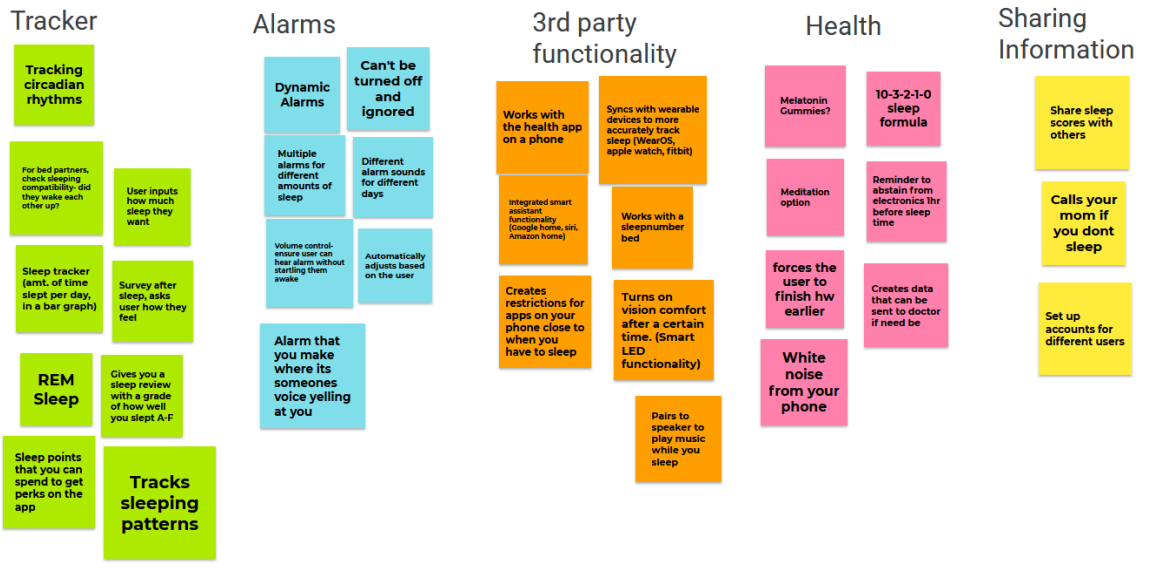 Tracker
Tracking
circadian
rhythms
For bed partners,
check sleeping
compatibility- did
they wake each
other up?
User inputs
how much
sleep they
want
Sleep tracker
(amt. of time
slept per day,
in a bar graph)
Survey after
sleep, asks
user how they
feel
REM
Sleep
Gives you a
sleep review
with a grade
of how well
you slept A-F
Sleep points
that you can
spend to get
perks on the
app
Tracks
sleeping
patterns
Alarms
Dynamic
Alarms
Can't be
turned off
and
ignored
Multiple
alarms for
different
amounts of
sleep
Different
alarm sounds
for different
days
Volume control-
ensure user can
hear alarm without
startling them
awake
Automatically
adjusts based
on the user
Alarm that
you make
where its
someones
voice yelling
at you
3rd party
functionality
Works with
the health app
on a phone
Syncs with wearable
devices to more
accurately track
sleep (WearOS,
apple watch, fitbit)
Integrated smart
assistant
functionality
(Google home, siri,
Amazon home)
Works with a
sleepnumber
bed
Creates
restrictions for
apps on your
phone close to
when you
have to sleep
Turns on
vision comfort
after a certain
time. (Smart
LED
functionality)
Pairs to
speaker to
play music
while you
sleep
Health
Melatonin
Gummies?
10-3-2-1-0
sleep
formula
Meditation
option
Reminder to
abstain from
electronics 1hr
before sleep
time
forces the
user to
finish hw
earlier
Creates data
that can be
sent to doctor
if need be
White
noise
from your
phone
Sharing
Information
Share sleep
scores with
others
Calls your
mom if
you dont
sleep
Set up
accounts for
different users